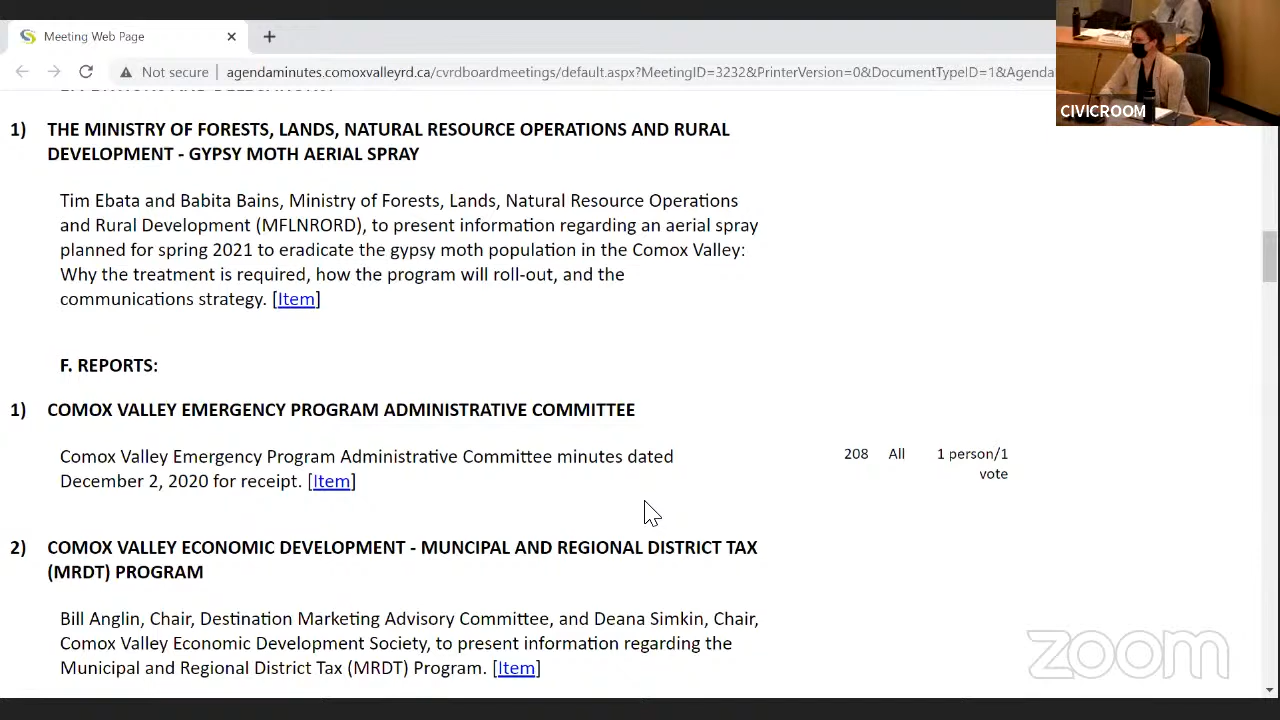 Meeting Web Page
Not secure | agendaminutes.comoxvalleyrd.ca/cvrdboardmeetings/default.aspx?MeetingID=3232&PrinterVersion=0&DocumentTypeID=1&Agenda
CIVICROOM
1) THE MINISTRY OF FORESTS, LANDS, NATURAL RESOURCE OPERATIONS AND RURAL
DEVELOPMENT - GYPSY MOTH AERIAL SPRAY
Tim Ebata and Babita Bains, Ministry of Forests, Lands, Natural Resource Operations
and Rural Development (MFLNRORD), to present information regarding an aerial spray
planned for spring 2021 to eradicate the gypsy moth population in the Comox Valley:
Why the treatment is required, how the program will roll-out, and the
communications strategy. [Item]
F. REPORTS:
1) COMOX VALLEY EMERGENCY PROGRAM ADMINISTRATIVE COMMITTEE
Comox Valley Emergency Program Administrative Committee minutes dated
December 2, 2020 for receipt. [Item]
208 All 1 person/1
vote
2) COMOX VALLEY ECONOMIC DEVELOPMENT - MUNCIPAL AND REGIONAL DISTRICT TAX
(MRDT) PROGRAM
Bill Anglin, Chair, Destination Marketing Advisory Committee, and Deana Simkin, Chair,
Comox Valley Economic Development Society, to present information regarding the
Municipal and Regional District Tax (MRDT) Program. [Item]
zoom